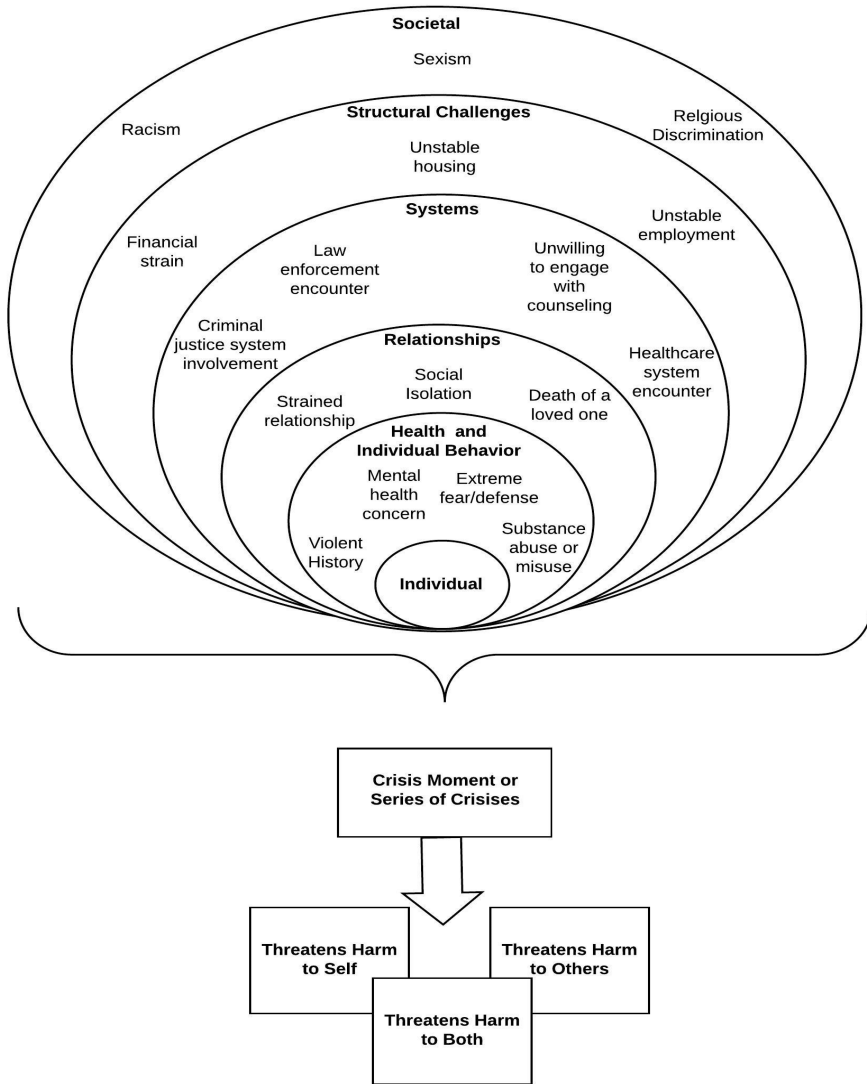 Societal
Sexism
Racism
Relgious
Discrimination
Structural Challenges
Unstable
housing
Financial
strain
Unstable
employment
Systems
Law
enforcement
encounter
Unwilling
to engage
with
counseling
Criminal
justice system
involvement
Healthcare
system
encounter
Relationships
Social
Isolation
Strained
relationship
Death of a
loved one
Health and
Individual Behavior
Mental
health
concern
Extreme
fear/defense
Violent
History
Substance
abuse or
misuse
Individual
Crisis Moment or
Series of Crisises
Threatens Harm
to Self
Threatens Harm
to Others
Threatens Harm
to Both